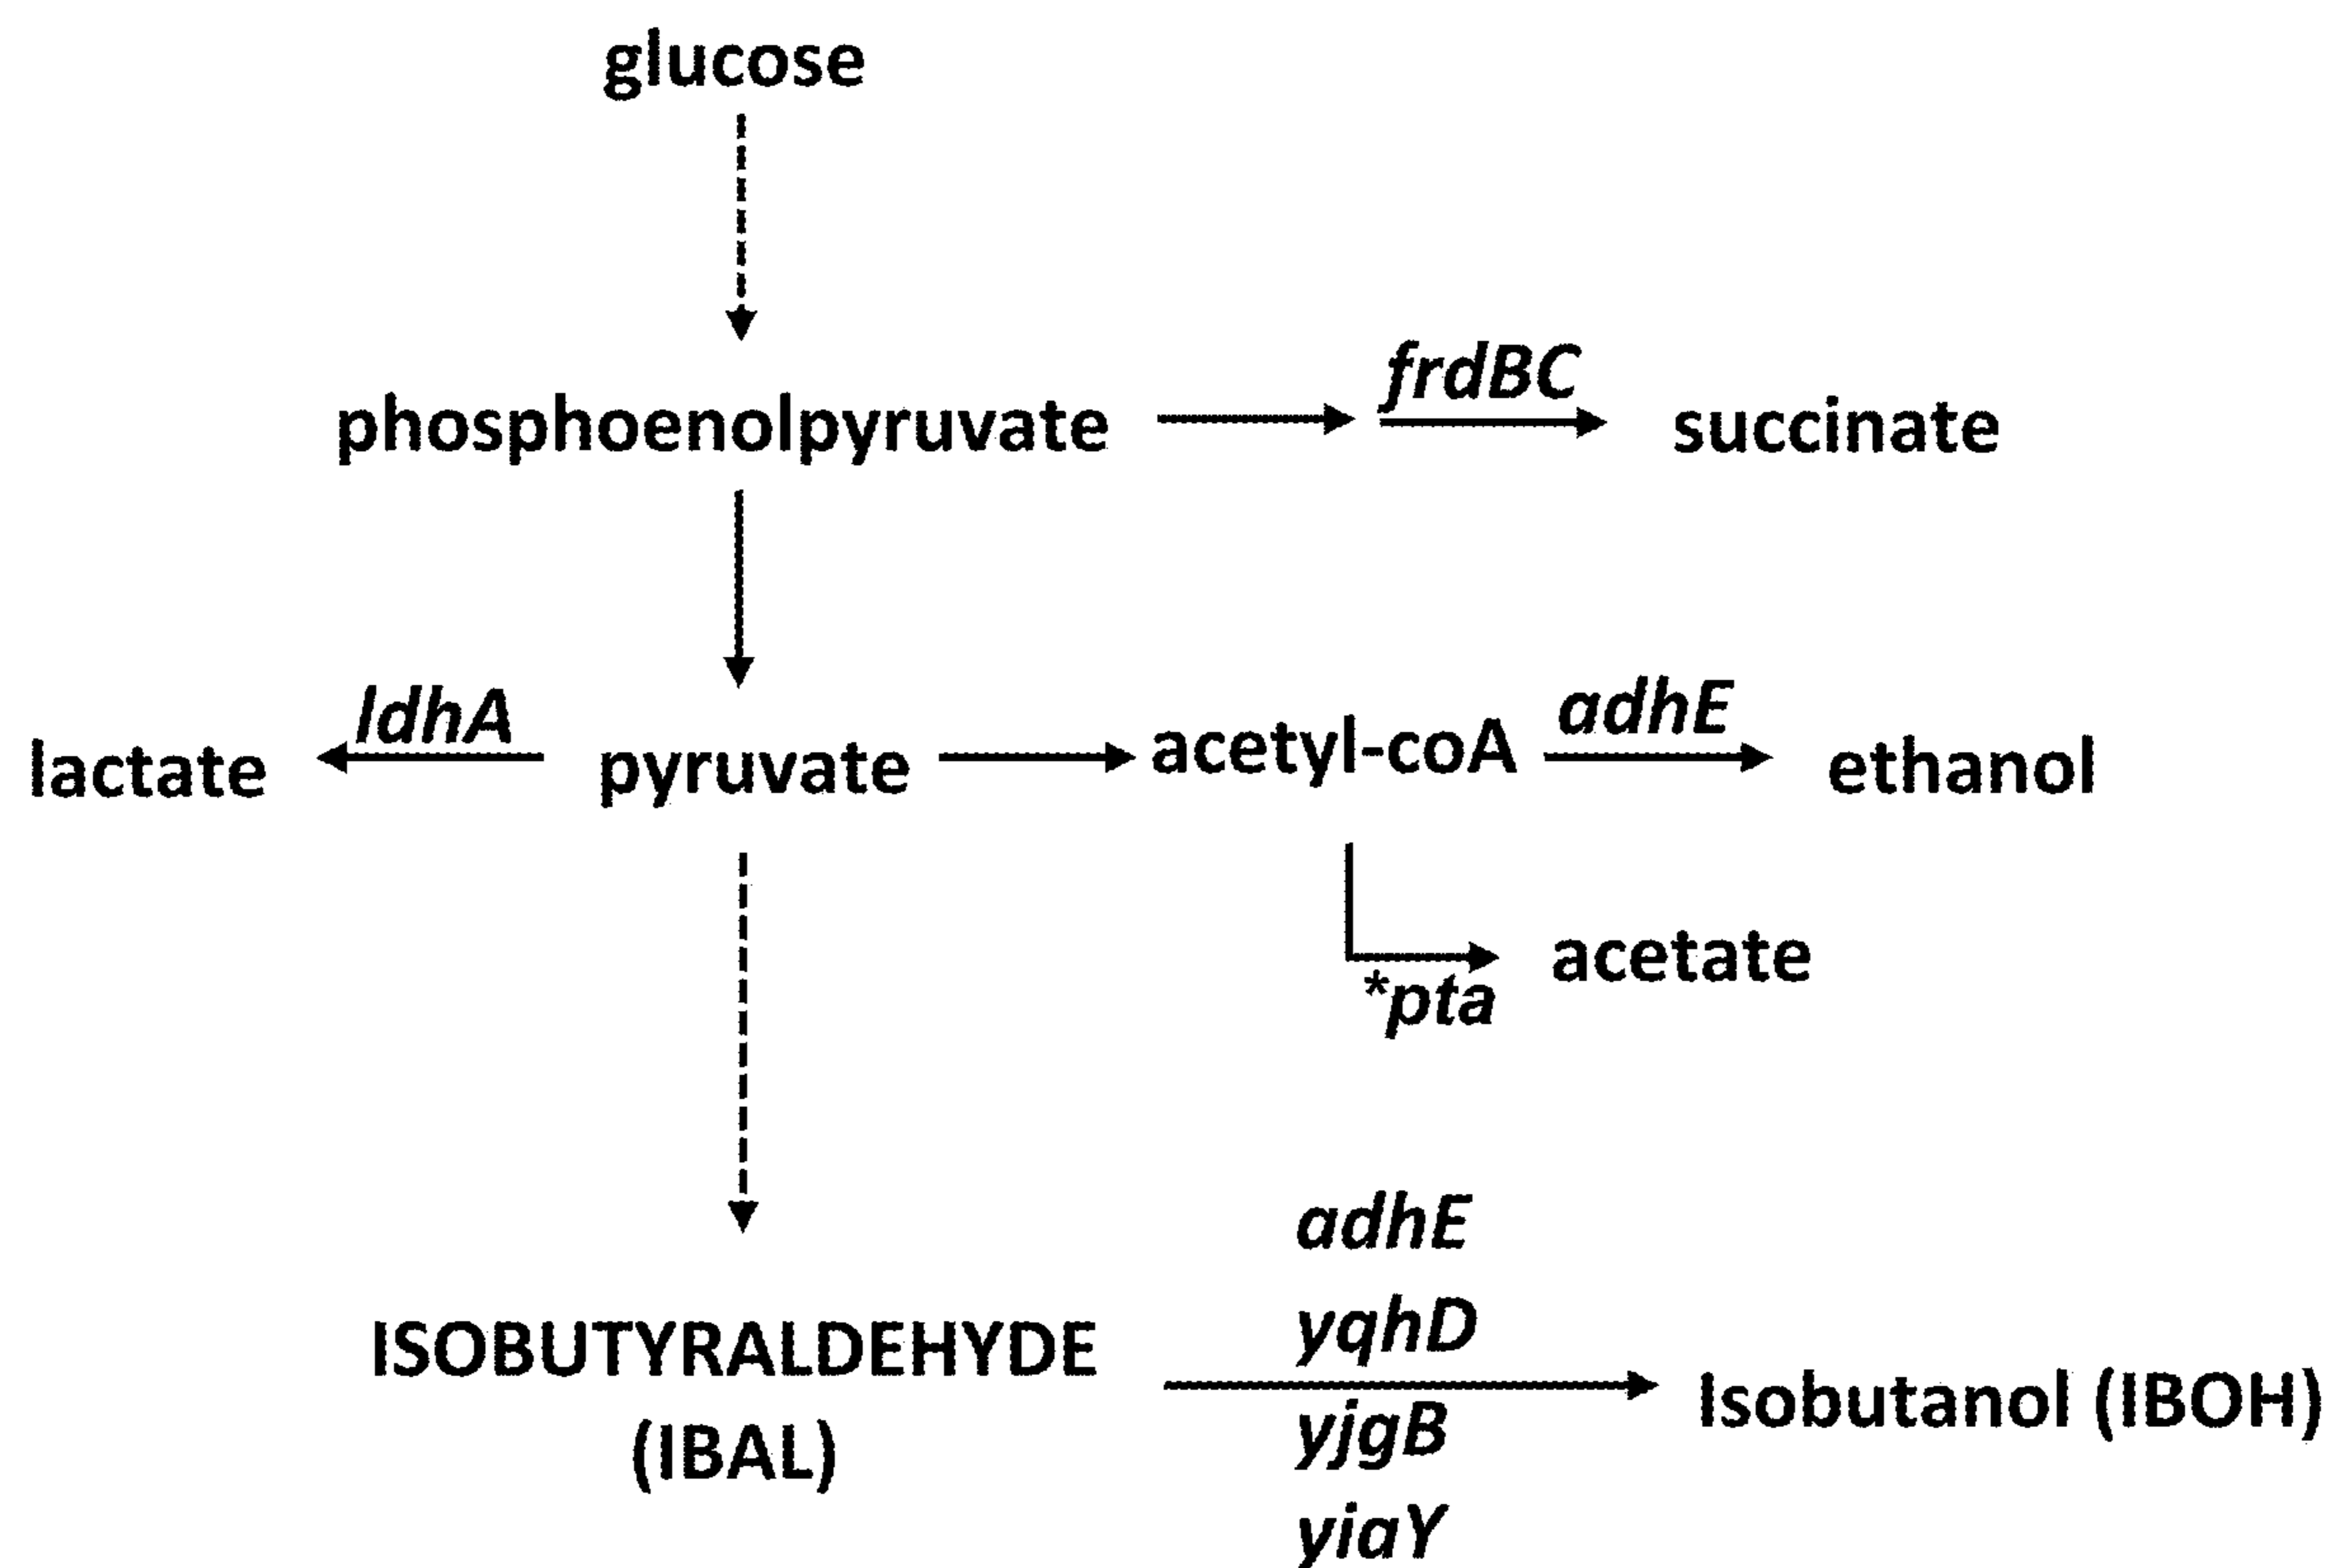 glucose
frdBC
phosphoenolpyruvate
succinate
ldhA
adhE
lactate
pyruvate
acetyl-coA
ethanol
acetate
*pta
adhE
yqhD
ISOBUTYRALDEHYDE
(IBAL)
Isobutanol (IBOH)
yjgB
yiaY